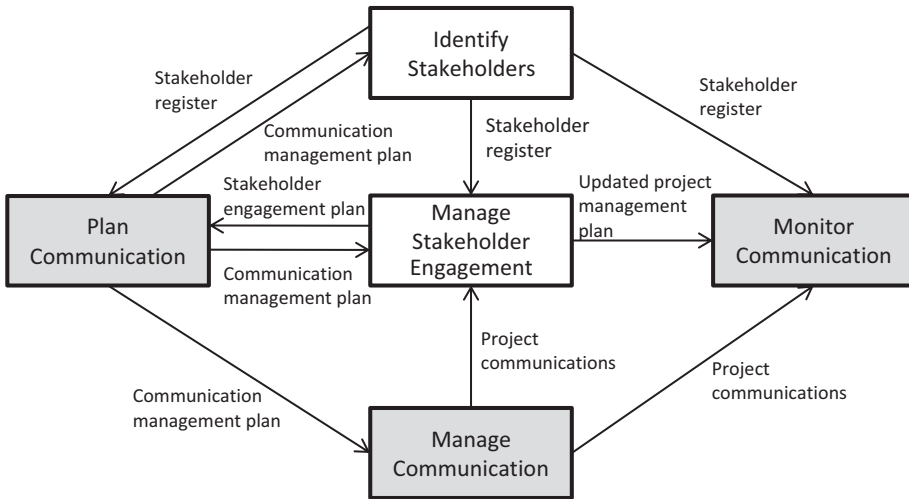 Identify
Stakeholders
Stakeholder
register
Stakeholder
register
Communication
management plan
Stakeholder
register
Stakeholder
engagement plan
Updated project
management
plan
Plan
Communication
Manage
Stakeholder
Engagement
Monitor
Communication
Communication
management plan
Project
communications
Project
communications
Communication
management plan
Manage
Communication